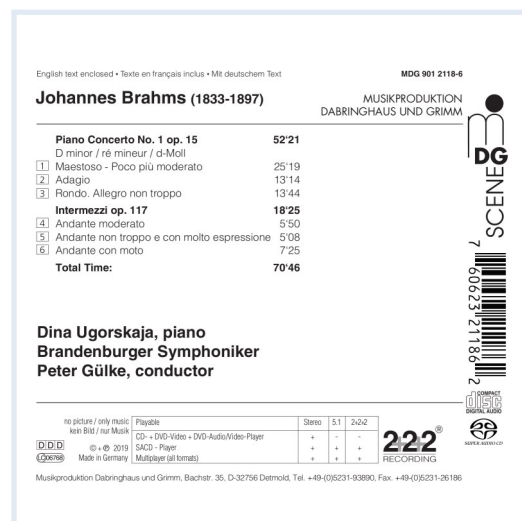 English text enclosed • Texte en français inclus • Mit deutschem Text
MDG 901 2118-6
Johannes Brahms (1833-1897)
MUSIKPRODUKTION
DABRINGHAUS UND GRIMM
Piano Concerto No. 1 op. 15 52'21
D minor / ré mineur / d-Moll
1 Maestoso - Poco più moderato 25'19
2 Adagio 13'14
3 Rondo. Allegro non troppo 13'44
Intermezzi op. 117 18'25
4 Andante moderato 5'50
5 Andante non troppo e con molto espressione 5'08
6 Andante con moto 7'25
Total Time: 70'46
mDG
SCENE
7 60623 21186 2
Dina Ugorskaja, piano
Brandenburger Symphoniker
Peter Gülke, conductor
COMPACT
disc
DIGITAL AUDIO
SUPER AUDIO CD
no picture / only music
kein Bild / nur Musik
DDD
LC06768
© + ℗ 2019
Made in Germany
Playable Stereo 5.1 2+2+2
CD- + DVD-Video + DVD-Audio/Video-Player + - -
SACD - Player + + +
Multiplayer (all formats) + + +
2+2+2®
RECORDING
Musikproduktion Dabringhaus und Grimm, Bachstr. 35, D-32756 Detmold, Tel. +49-(0)5231-93890, Fax. +49-(0)5231-26186